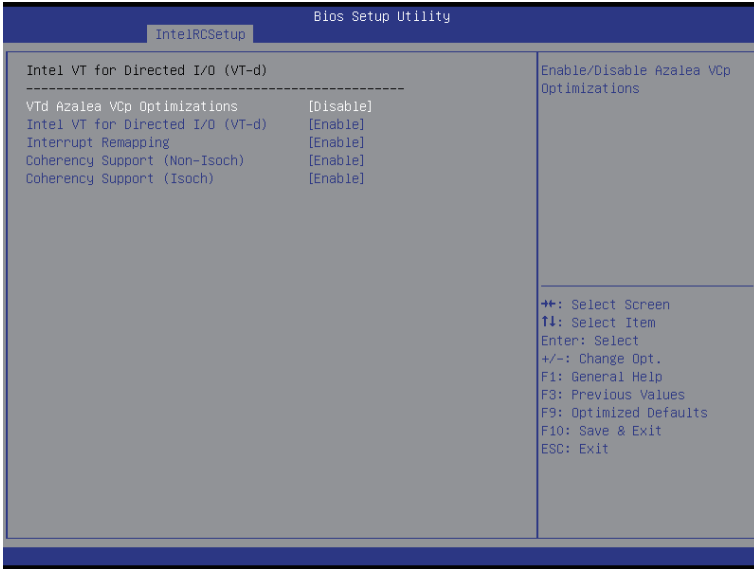 Bios Setup Utility
IntelRCSetup
Intel VT for Directed I/O (VT-d)
------------------------------------------------
VTd Azalea VCp Optimizations [Disable]
Intel VT for Directed I/O (VT-d) [Enable]
Interrupt Remapping [Enable]
Coherency Support (Non-Isoch) [Enable]
Coherency Support (Isoch) [Enable]
Enable/Disable Azalea VCp
Optimizations
→←: Select Screen
↑↓: Select Item
Enter: Select
+/-: Change Opt.
F1: General Help
F3: Previous Values
F9: Optimized Defaults
F10: Save & Exit
ESC: Exit